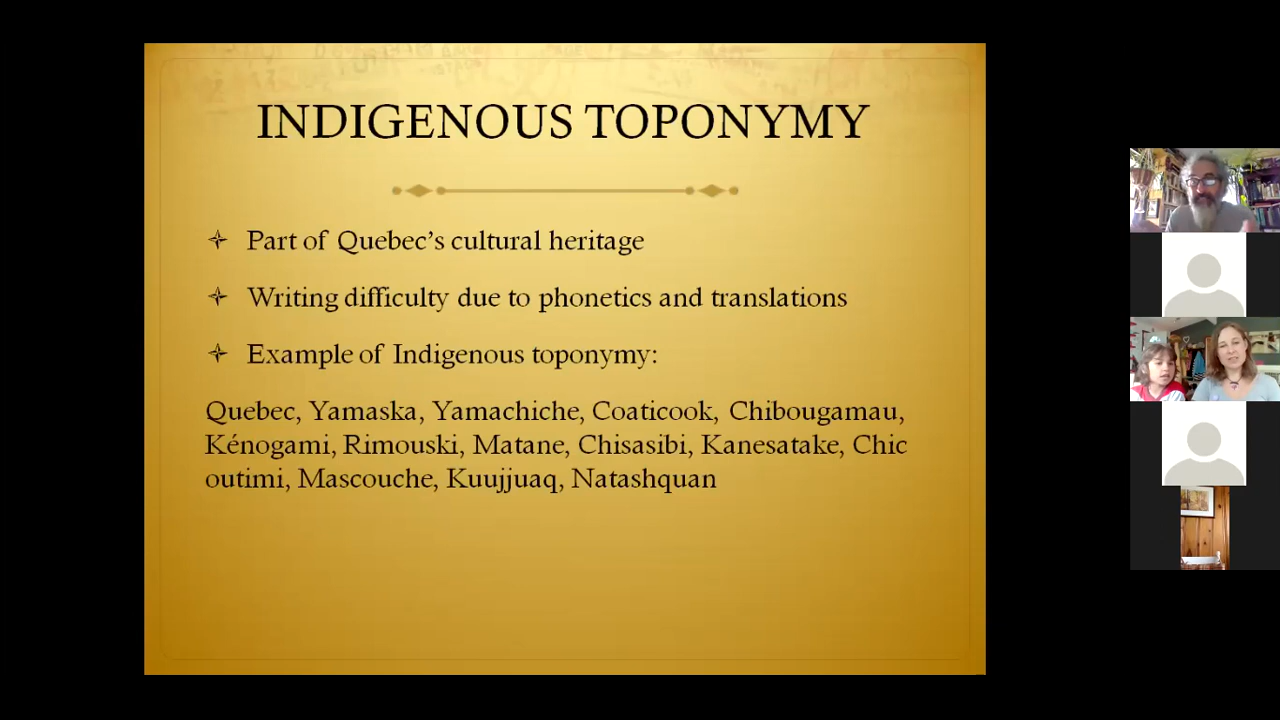 INDIGENOUS TOPONYMY
Part of Quebec’s cultural heritage
Writing difficulty due to phonetics and translations
Example of Indigenous toponymy:
Quebec, Yamaska, Yamachiche, Coaticook, Chibougamau,
Kénogami, Rimouski, Matane, Chisasibi, Kanesatake, Chic
outimi, Mascouche, Kuujjuaq, Natashquan